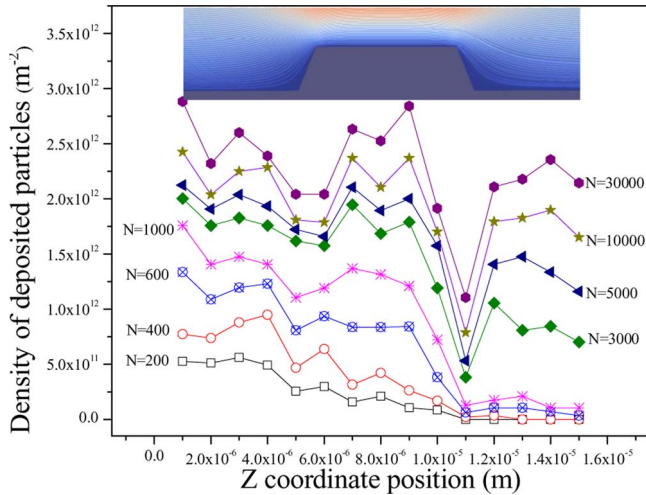 3.5x10¹²
3.0x10¹²
2.5x10¹²
2.0x10¹²
1.5x10¹²
1.0x10¹²
5.0x10¹¹
0.0
Density of deposited particles (m⁻²)
N=1000
N=600
N=400
N=200
N=30000
N=10000
N=5000
N=3000
0.0 2.0x10⁻⁶ 4.0x10⁻⁶ 6.0x10⁻⁶ 8.0x10⁻⁶ 1.0x10⁻⁵ 1.2x10⁻⁵ 1.4x10⁻⁵ 1.6x10⁻⁵
Z coordinate position (m)